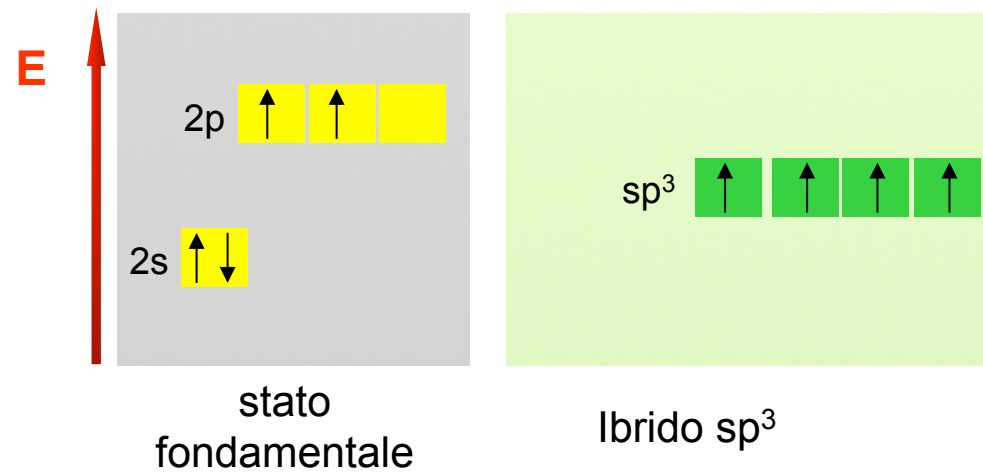 E
2p
2s
sp³
stato
fondamentale
Ibrido sp³